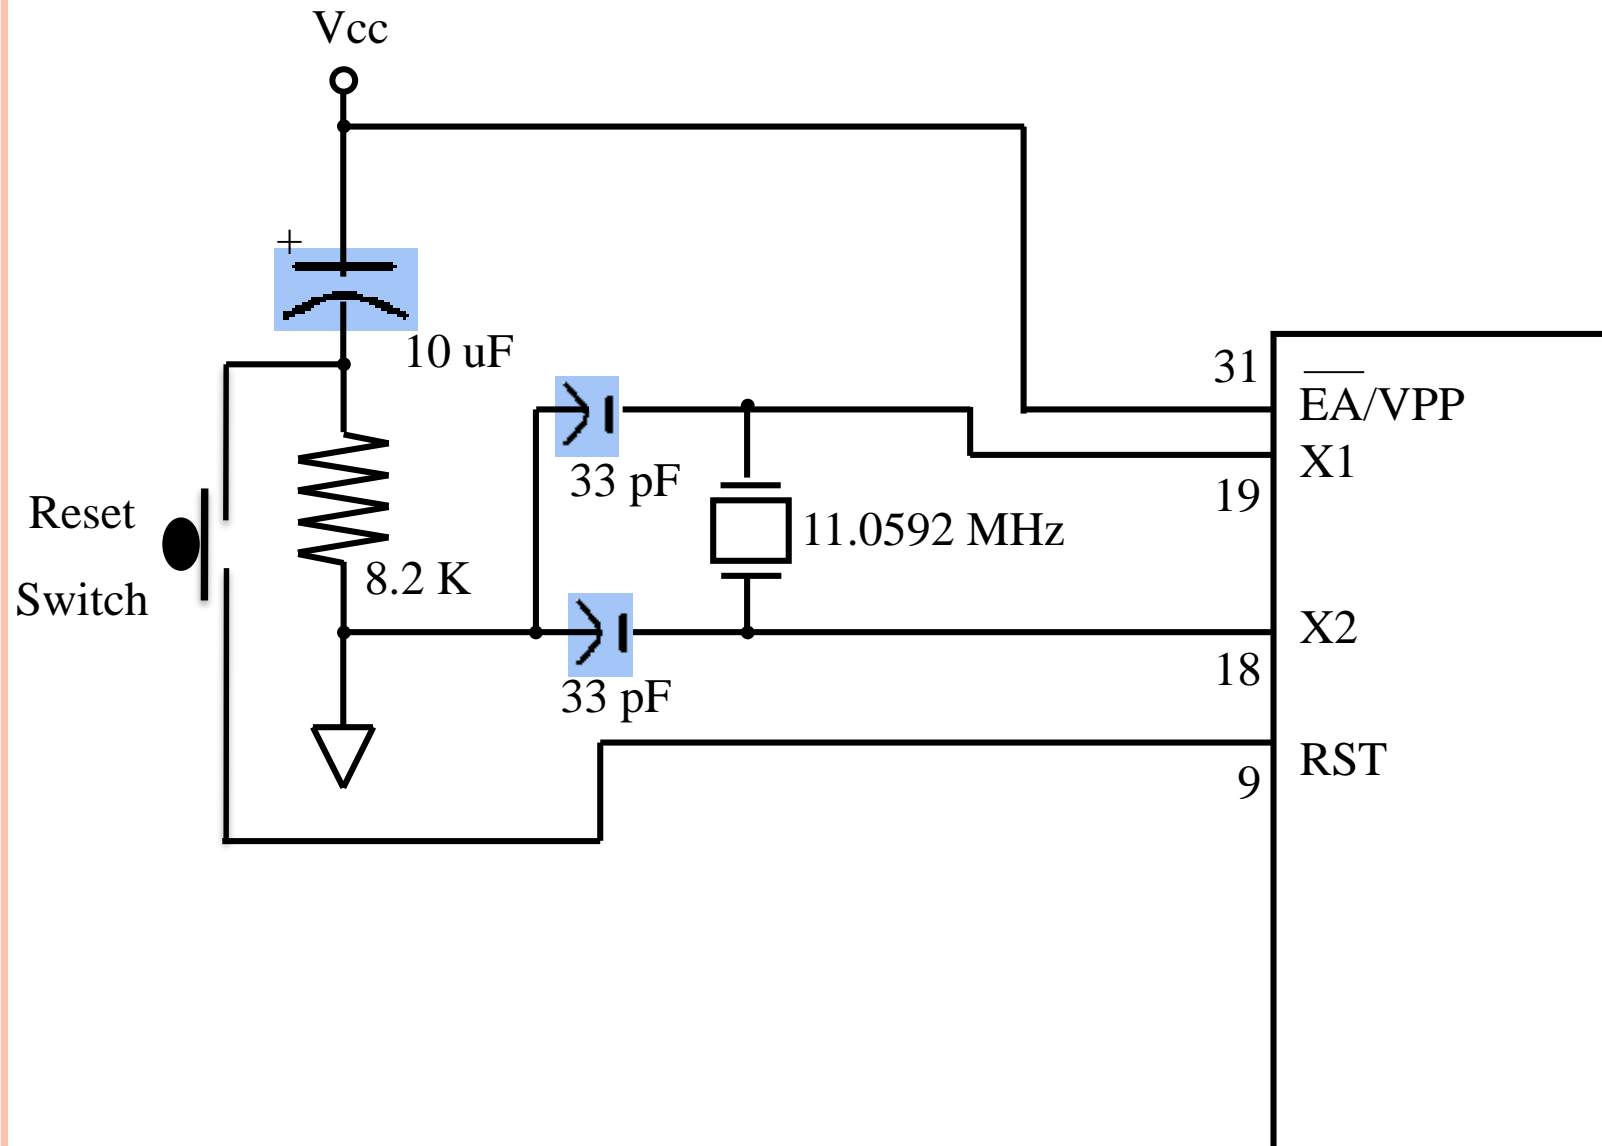 Vcc
+
10 uF
31
EA/VPP
X1
33 pF
19
Reset
11.0592 MHz
8.2 K
Switch
X2
18
33 pF
RST
9